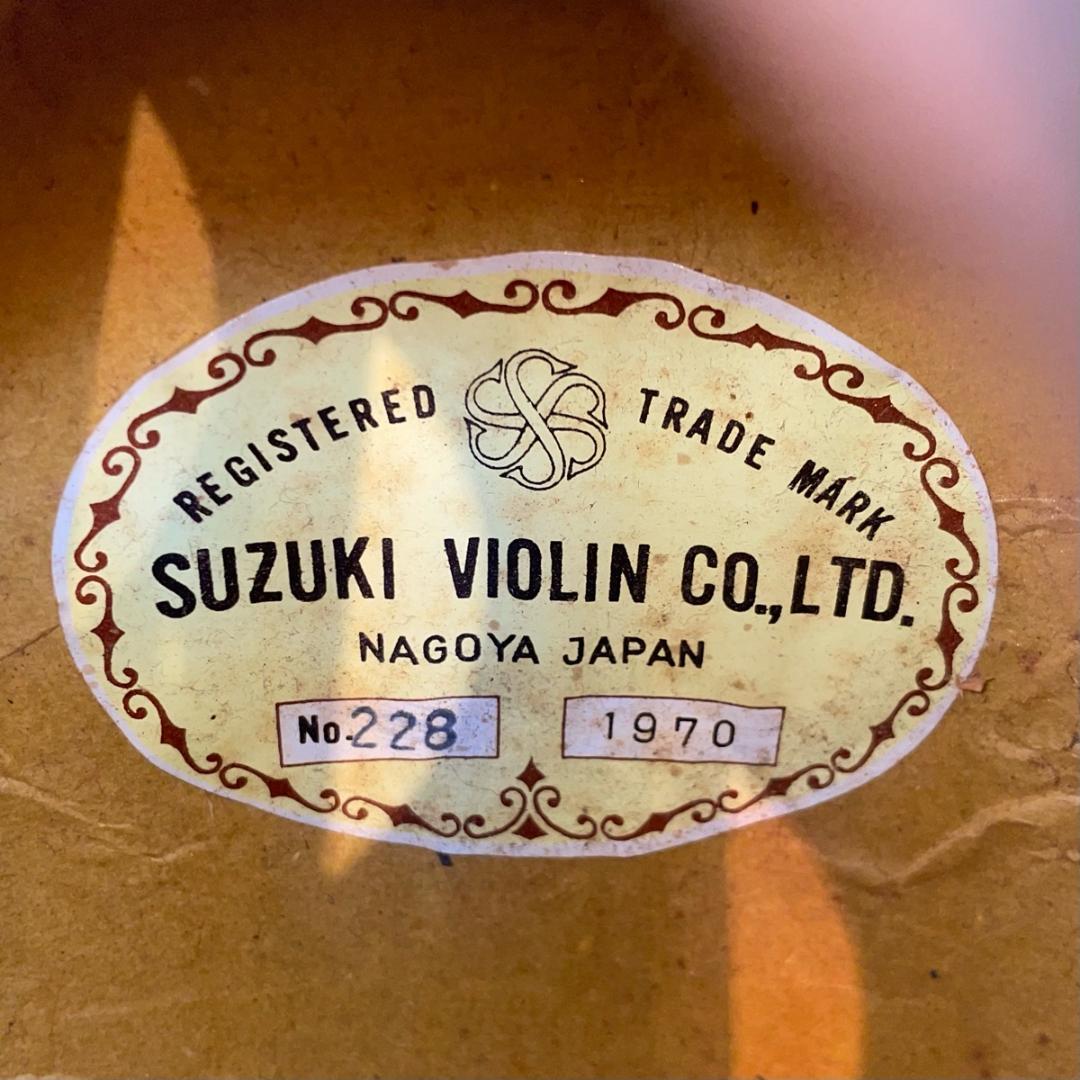 REGISTERED TRADE MARK
SUZUKI VIOLIN CO.,LTD.
NAGOYA JAPAN
No.228 1970